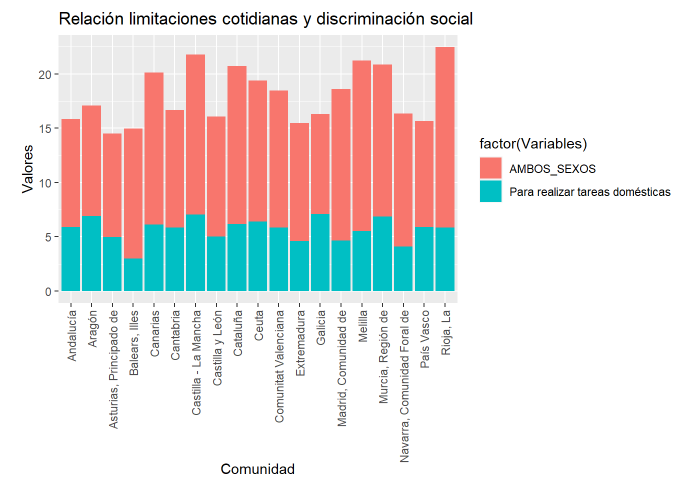 Relación limitaciones cotidianas y discriminación social
Valores
20
15
10
5
0
Andalucía
Aragón
Asturias, Principado de
Balears, Illes
Canarias
Cantabria
Castilla - La Mancha
Castilla y León
Cataluña
Ceuta
Comunitat Valenciana
Extremadura
Galicia
Madrid, Comunidad de
Melilla
Murcia, Región de
Navarra, Comunidad Foral de
País Vasco
Rioja, La
Comunidad
factor(Variables)
AMBOS_SEXOS
Para realizar tareas domésticas